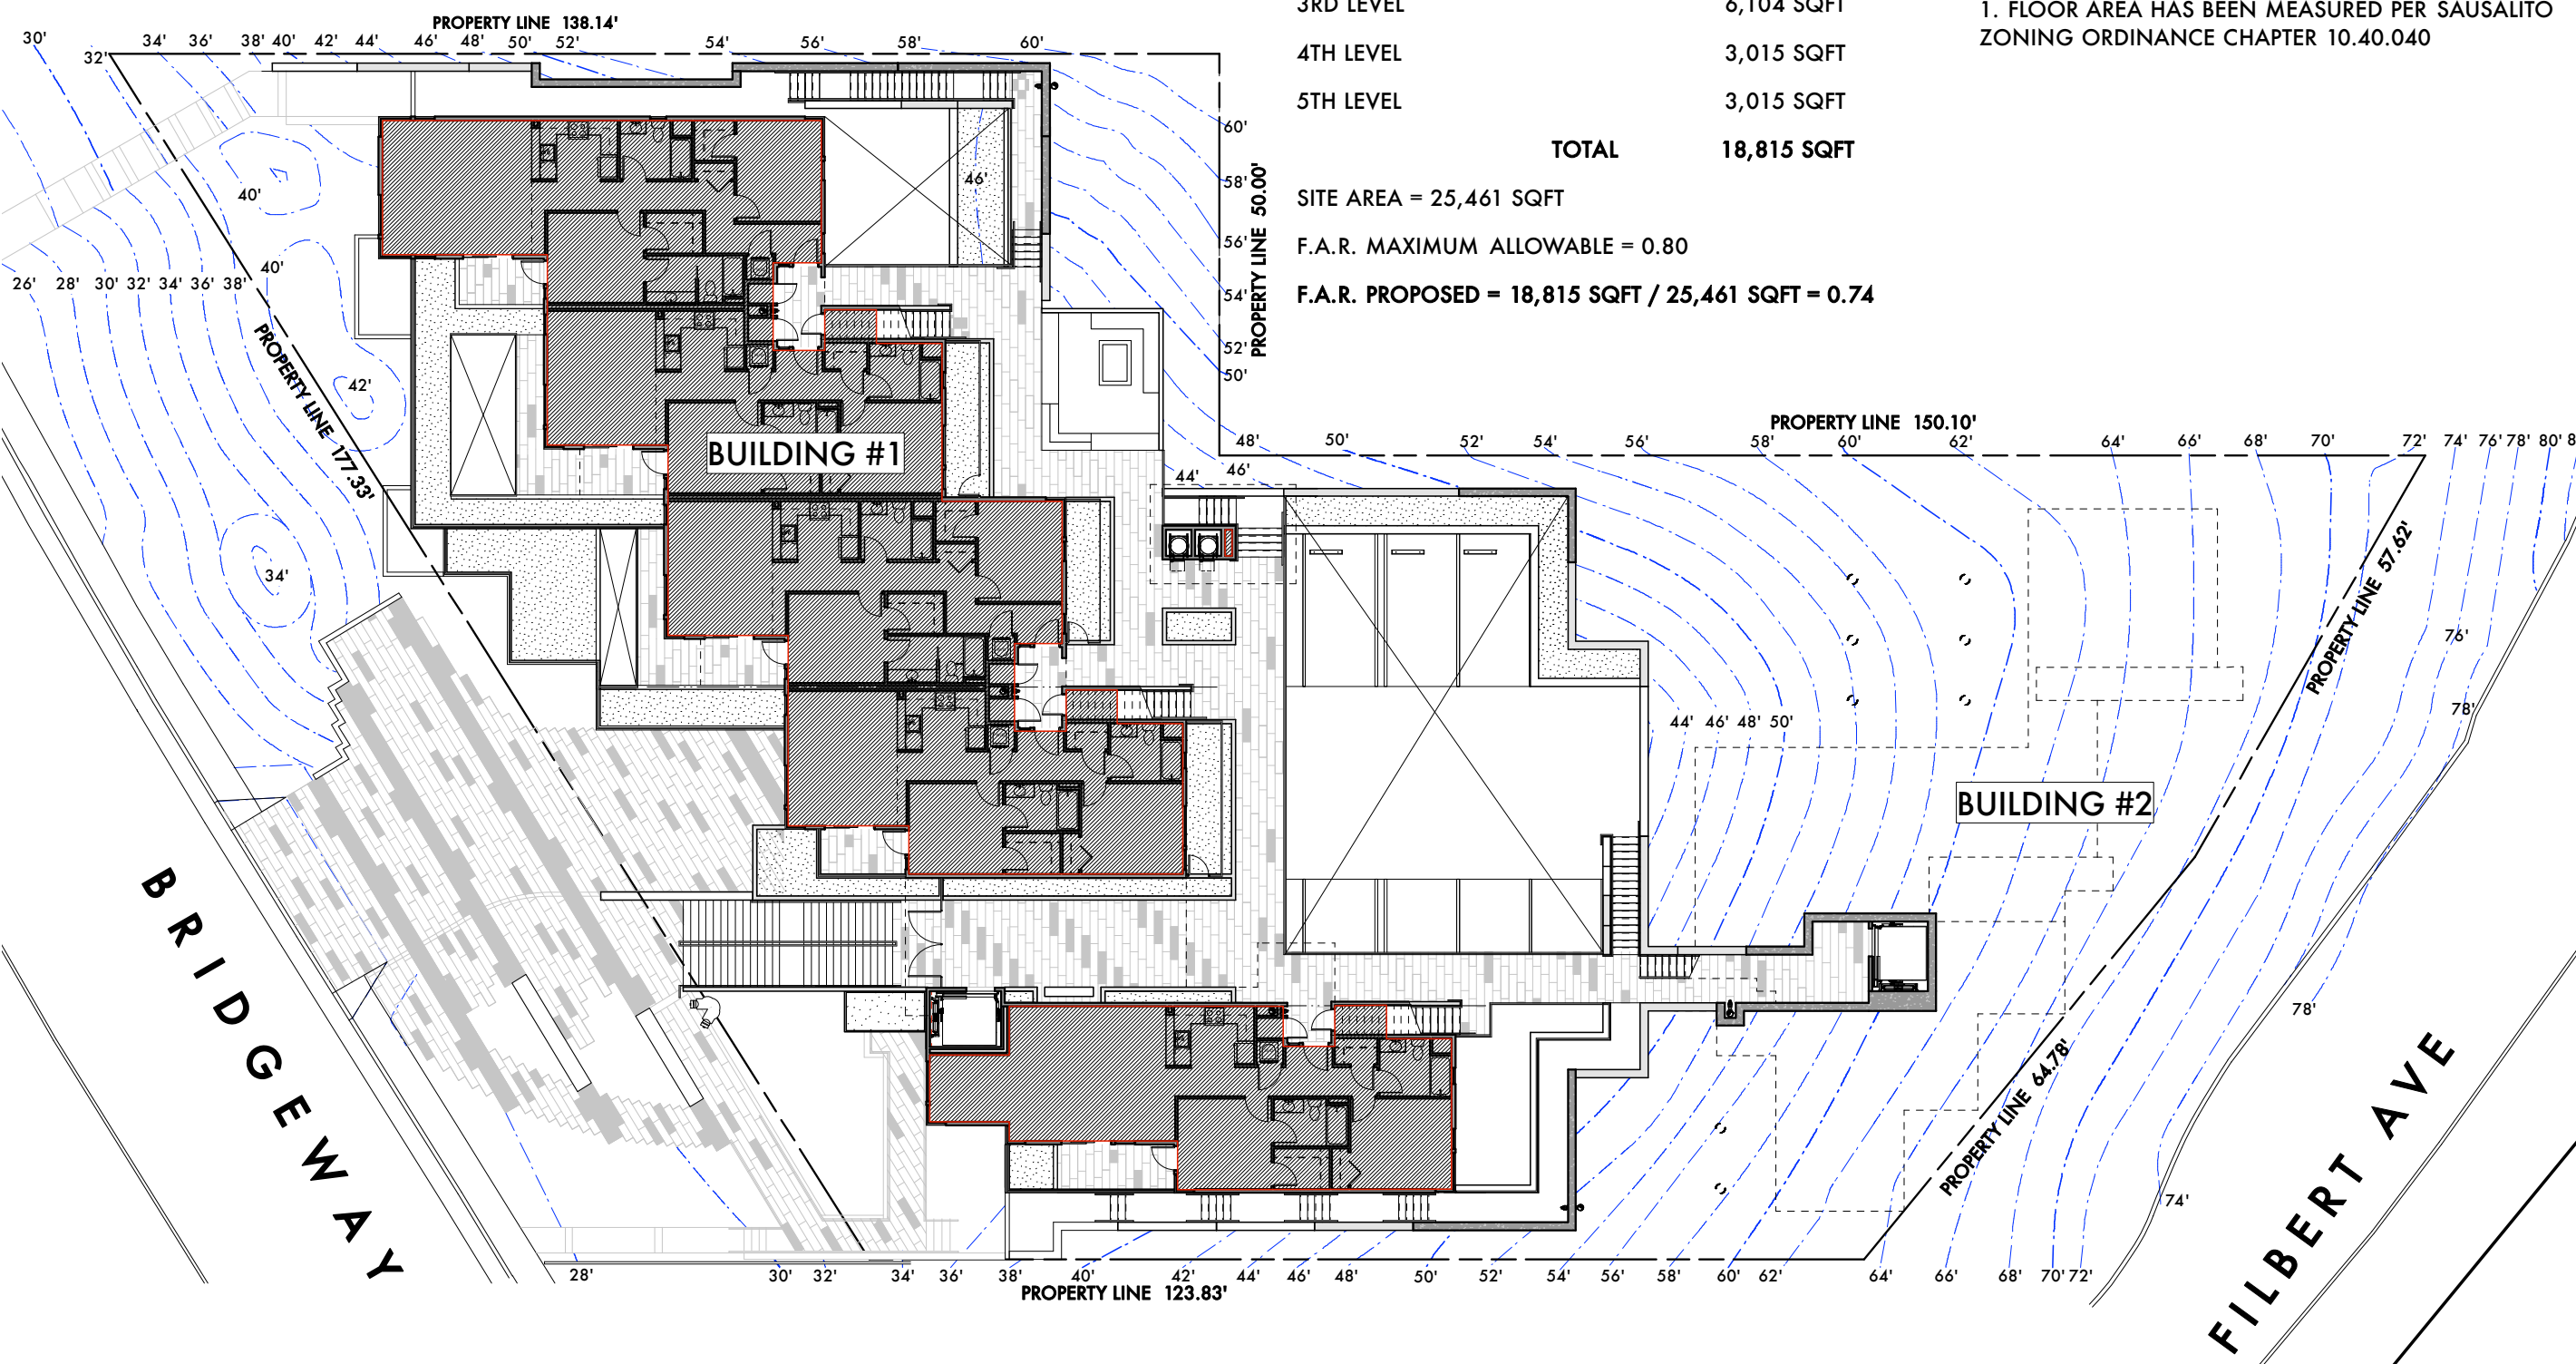 3RD LEVEL 6,104 SQFT
4TH LEVEL 3,015 SQFT
5TH LEVEL 3,015 SQFT
TOTAL 18,815 SQFT
SITE AREA = 25,461 SQFT
F.A.R. MAXIMUM ALLOWABLE = 0.80
F.A.R. PROPOSED = 18,815 SQFT / 25,461 SQFT = 0.74
1. FLOOR AREA HAS BEEN MEASURED PER SAUSALITO
ZONING ORDINANCE CHAPTER 10.40.040
PROPERTY LINE 138.14'
30' 32' 34' 36' 38' 40' 42' 44' 46' 48' 50' 52' 54' 56' 58' 60'
60'
58'
56'
54'
52'
50'
PROPERTY LINE 50.00'
46'
40'
40'
26' 28' 30' 32' 34' 36' 38'
42'
34'
PROPERTY LINE 177.33'
BUILDING #1
PROPERTY LINE 150.10'
44' 46' 48' 50' 52' 54' 56' 58' 60' 62' 64' 66' 68' 70' 72' 74' 76' 78' 80'
PROPERTY LINE 57.62'
76'
78'
44' 46' 48' 50'
BUILDING #2
78'
74'
PROPERTY LINE 64.78'
BRIDGEWAY
FILBERT AVE
28' 30' 32' 34' 36' 38' 40' 42' 44' 46' 48' 50' 52' 54' 56' 58' 60' 62' 64' 66' 68' 70' 72'
PROPERTY LINE 123.83'